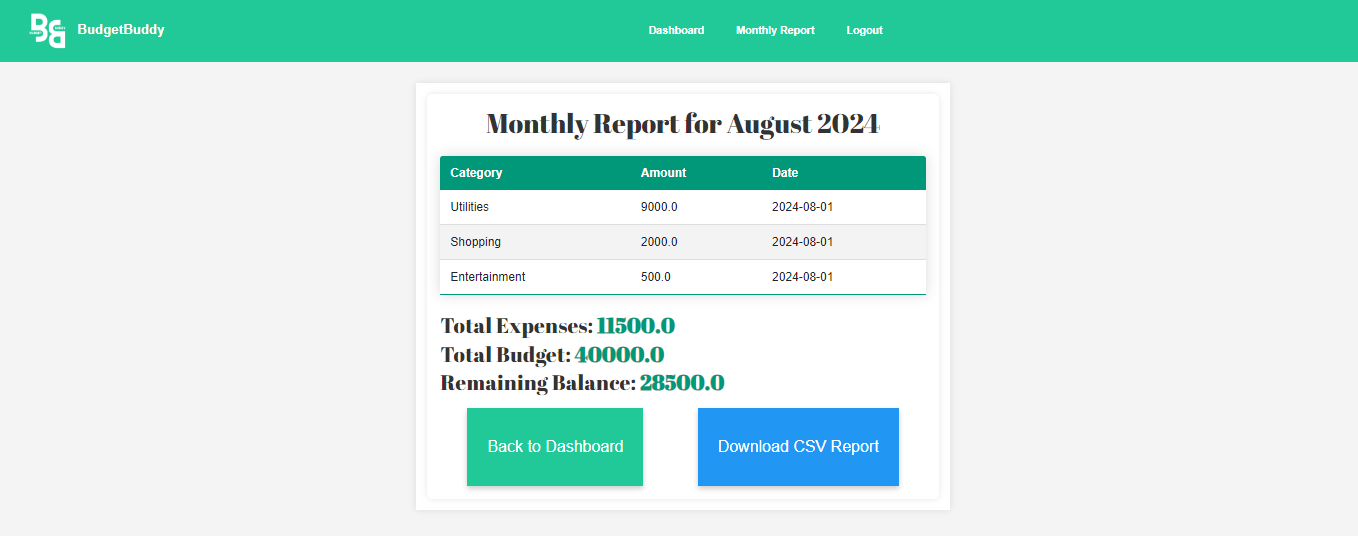 BudgetBuddy Dashboard Monthly Report Logout
Monthly Report for August 2024
Category Amount Date
Utilities 9000.0 2024-08-01
Shopping 2000.0 2024-08-01
Entertainment 500.0 2024-08-01
Total Expenses: 11500.0
Total Budget: 40000.0
Remaining Balance: 28500.0
Back to Dashboard Download CSV Report